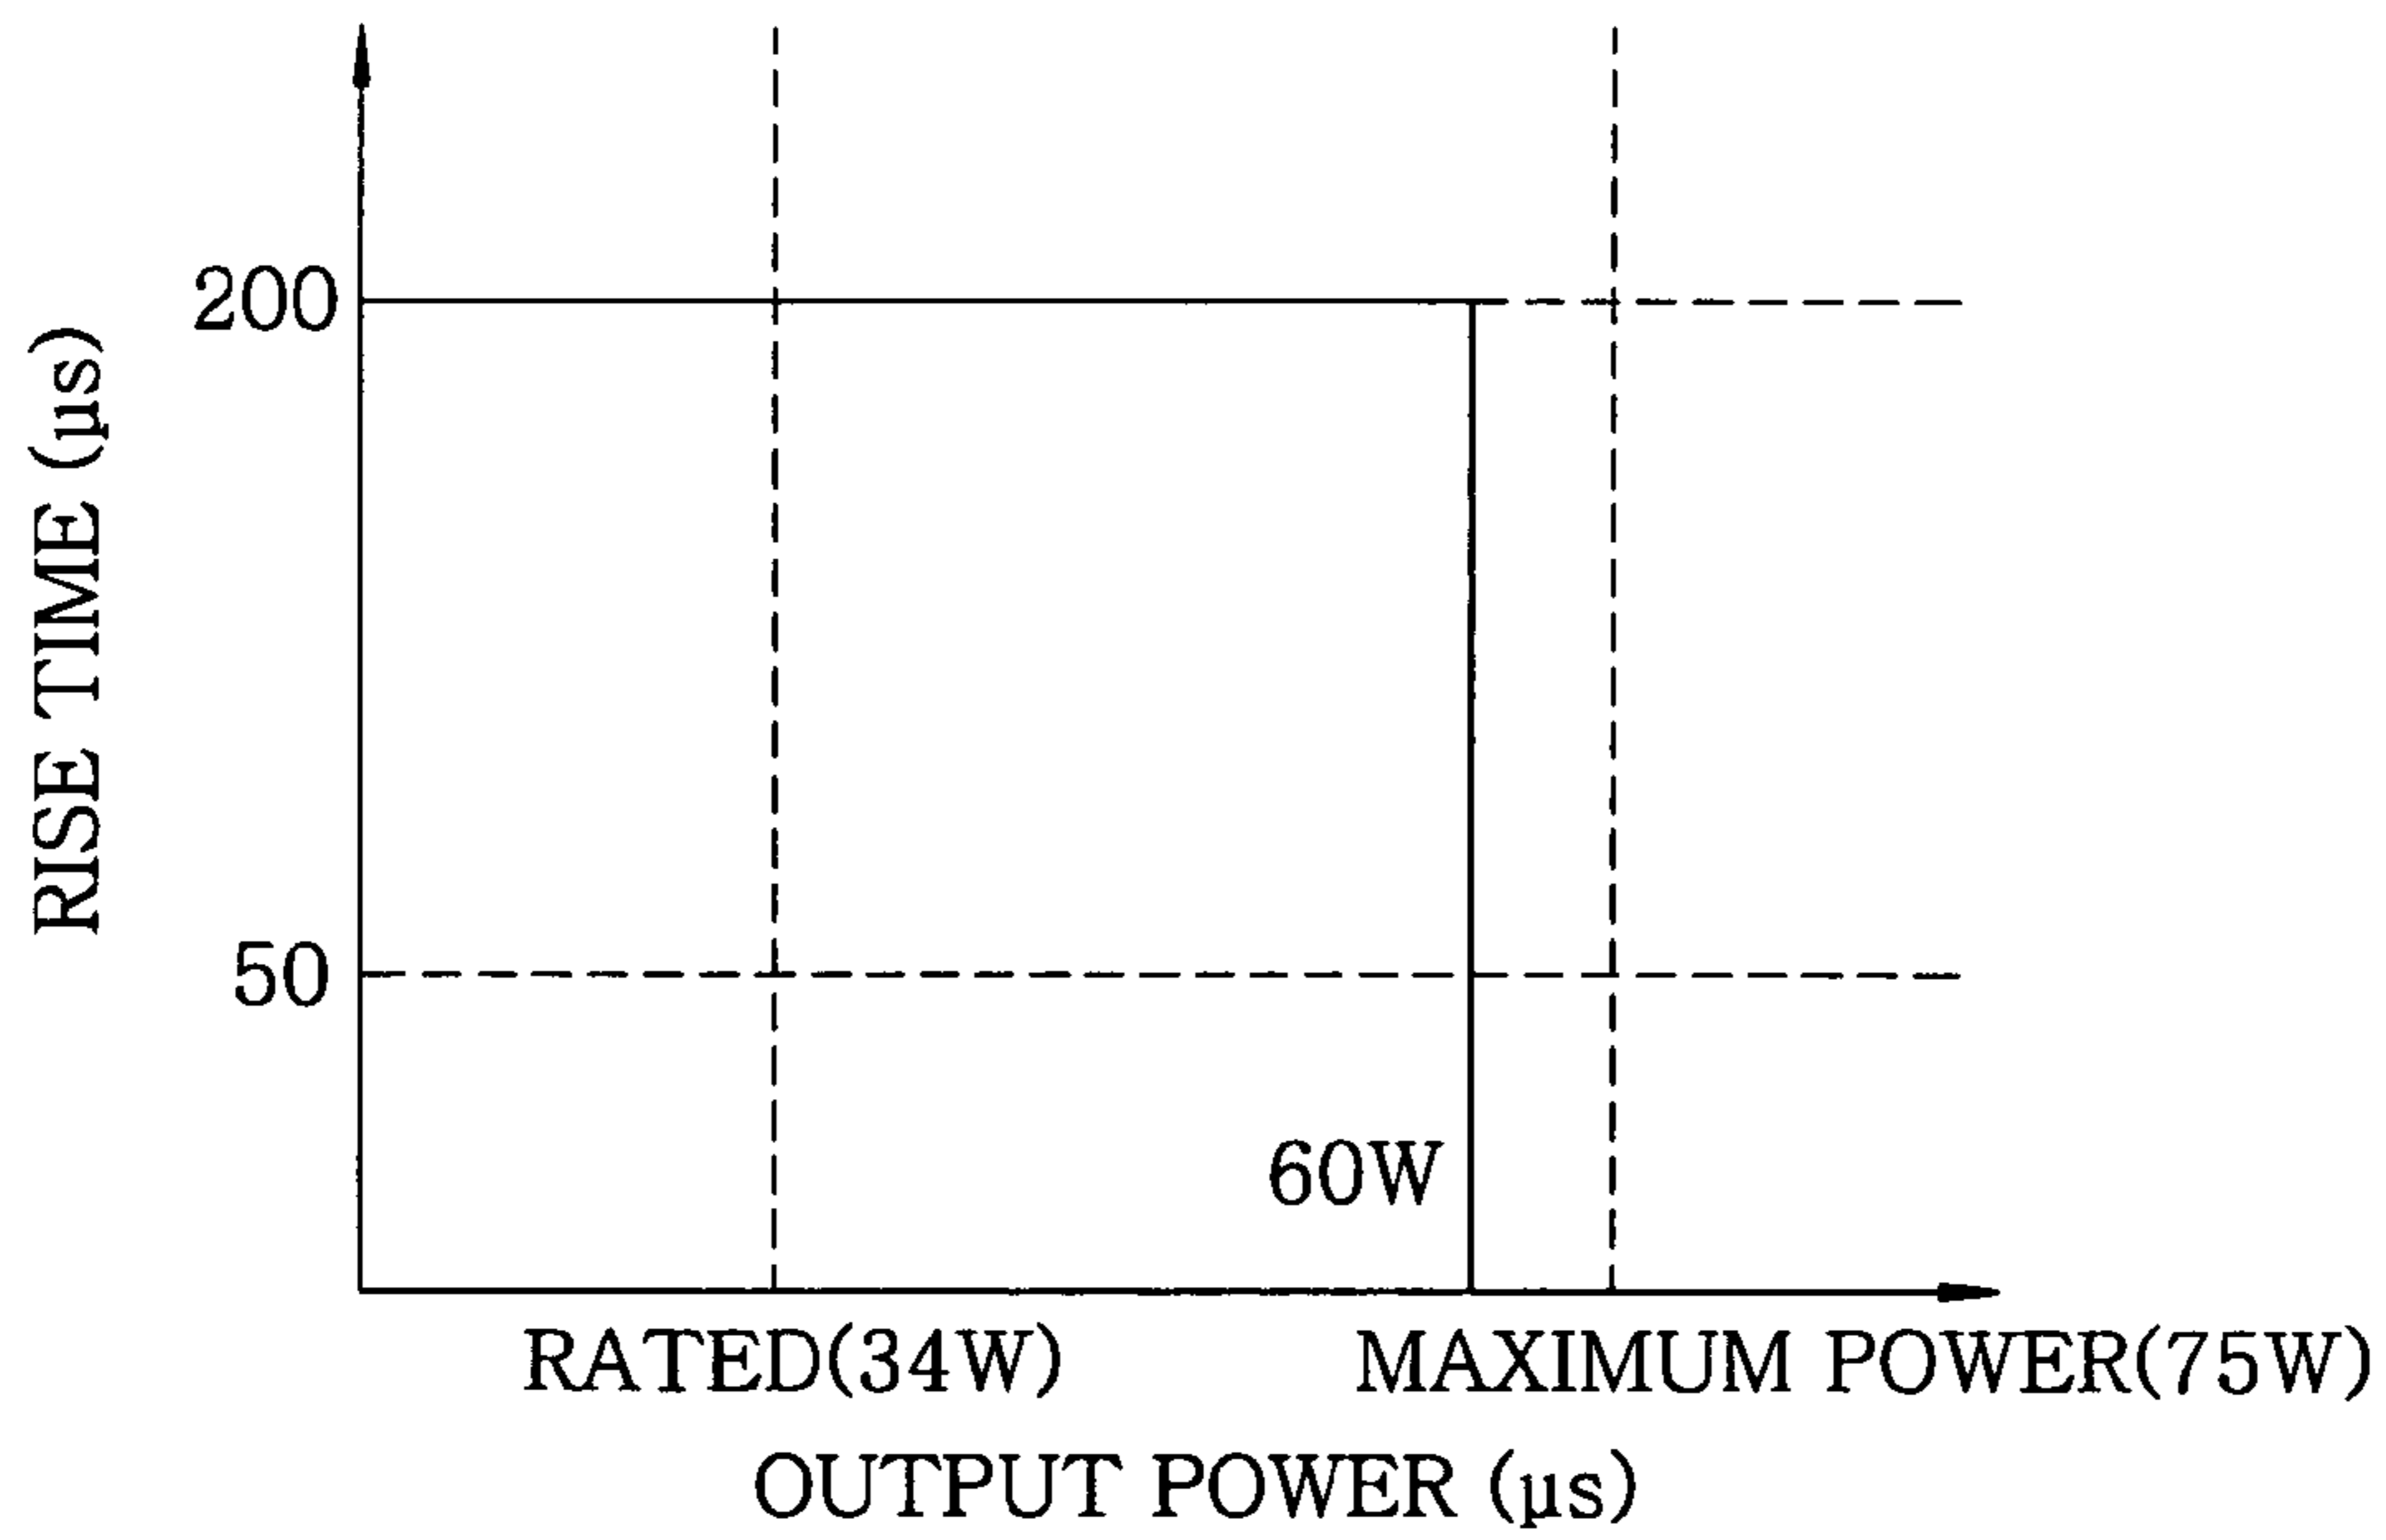 200
RISE TIME (µs)
50
60W
RATED(34W)
MAXIMUM POWER(75W)
OUTPUT POWER (µs)